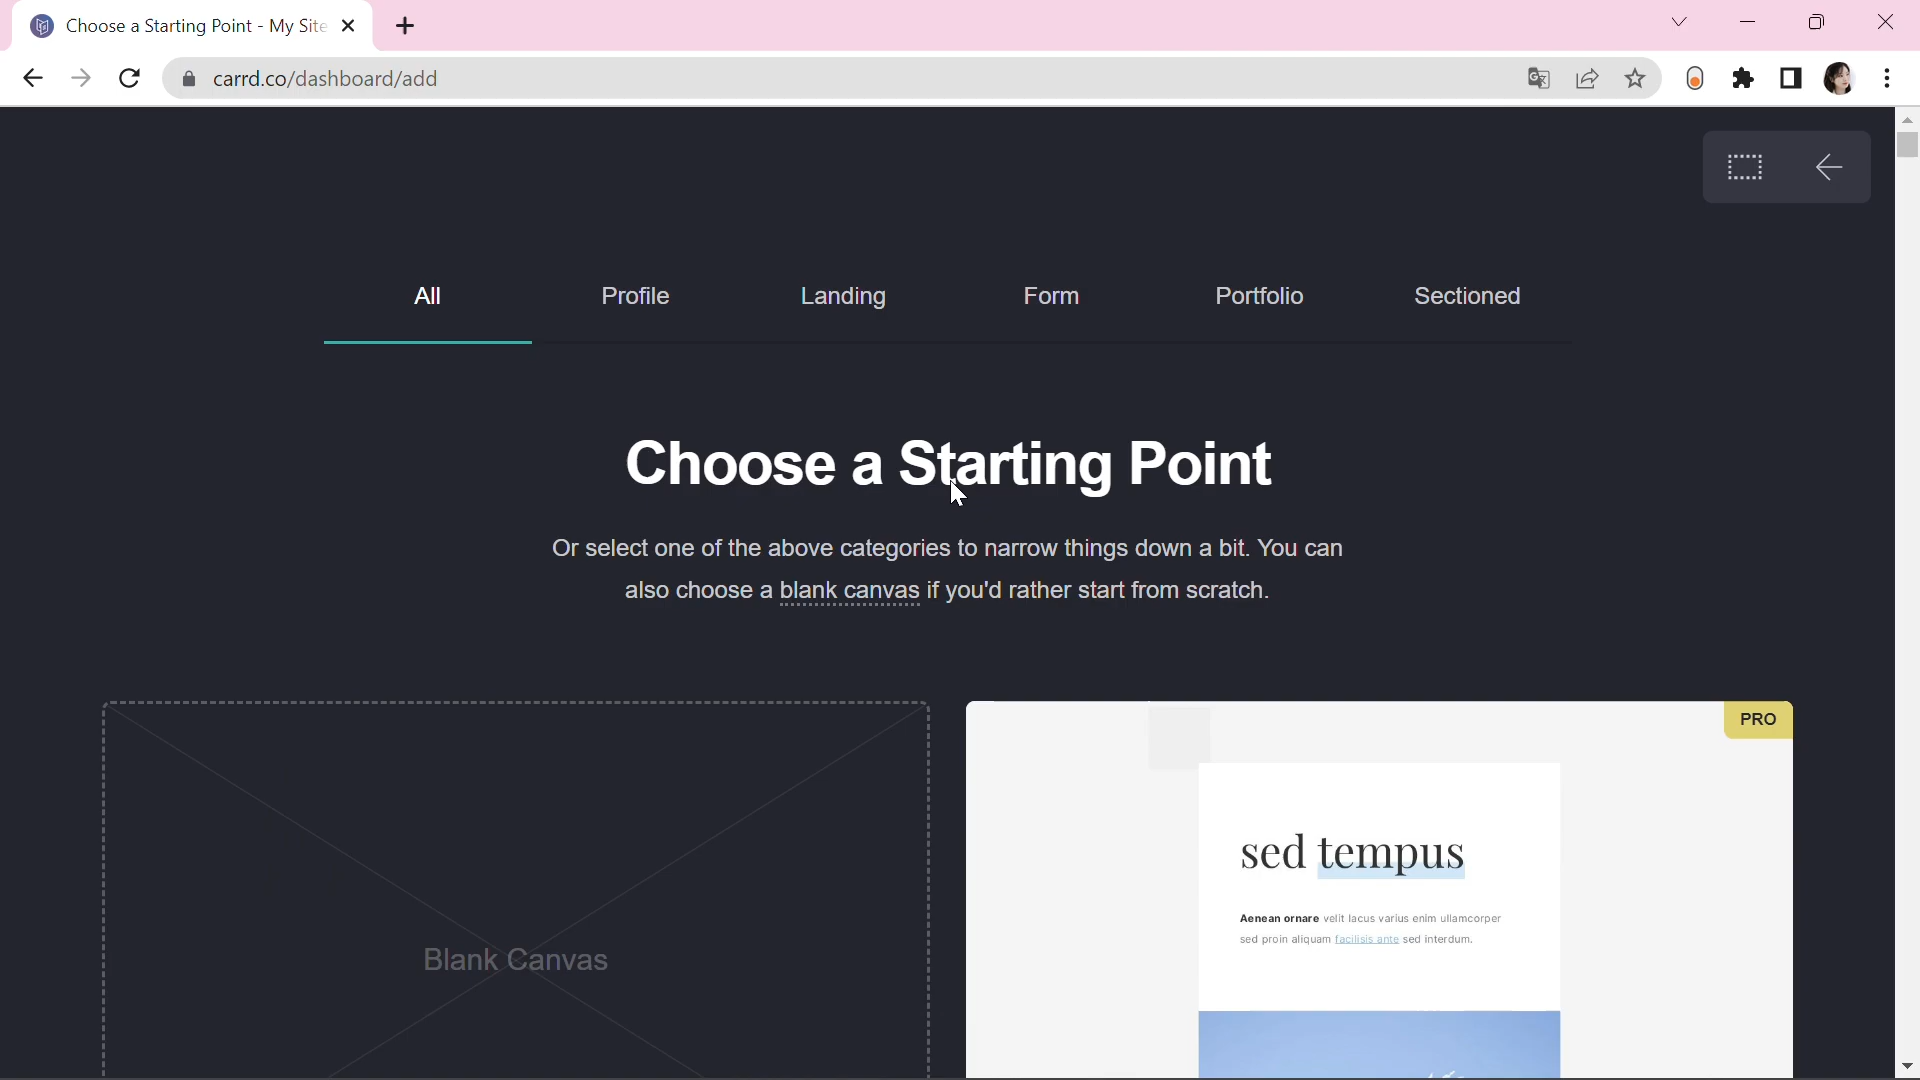 Choose a Starting Point - My Site
carrd.co/dashboard/add
All
Profile
Landing
Form
Portfolio
Sectioned
Choose a Starting Point
Or select one of the above categories to narrow things down a bit. You can
also choose a blank canvas if you'd rather start from scratch.
Blank Canvas
PRO
sed tempus
Aenean ornare velit lacus varius enim ullamcorper
sed proin aliquam facilisis ante sed interdum.